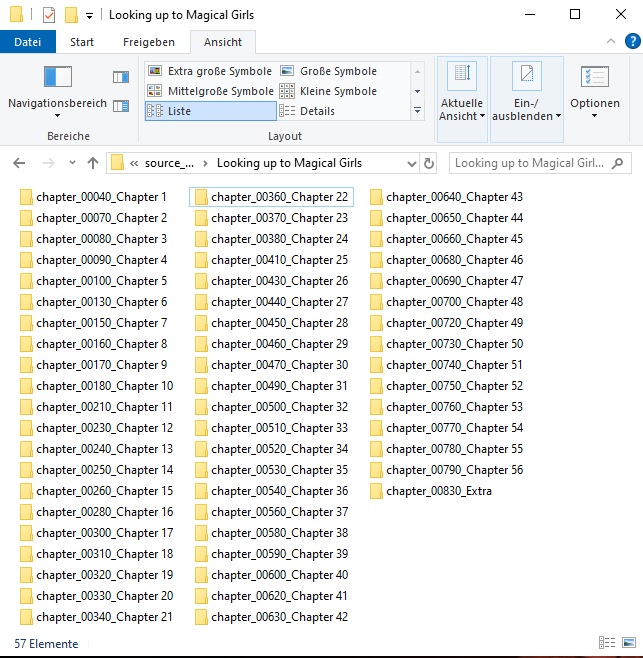 Looking up to Magical Girls
Datei Start Freigeben Ansicht
Navigationsbereich
Extra große Symbole Große Symbole
Mittelgroße Symbole Kleine Symbole
Liste Details
Aktuelle Ansicht
Ein-/ausblenden
Optionen
Bereiche Layout
« source_... > Looking up to Magical Girls
Looking up to Magical Girl...
chapter_00040_Chapter 1
chapter_00070_Chapter 2
chapter_00080_Chapter 3
chapter_00090_Chapter 4
chapter_00100_Chapter 5
chapter_00130_Chapter 6
chapter_00150_Chapter 7
chapter_00160_Chapter 8
chapter_00170_Chapter 9
chapter_00180_Chapter 10
chapter_00210_Chapter 11
chapter_00230_Chapter 12
chapter_00240_Chapter 13
chapter_00250_Chapter 14
chapter_00260_Chapter 15
chapter_00280_Chapter 16
chapter_00300_Chapter 17
chapter_00310_Chapter 18
chapter_00320_Chapter 19
chapter_00330_Chapter 20
chapter_00340_Chapter 21
chapter_00360_Chapter 22
chapter_00370_Chapter 23
chapter_00380_Chapter 24
chapter_00410_Chapter 25
chapter_00430_Chapter 26
chapter_00440_Chapter 27
chapter_00450_Chapter 28
chapter_00460_Chapter 29
chapter_00470_Chapter 30
chapter_00490_Chapter 31
chapter_00500_Chapter 32
chapter_00510_Chapter 33
chapter_00520_Chapter 34
chapter_00530_Chapter 35
chapter_00540_Chapter 36
chapter_00560_Chapter 37
chapter_00580_Chapter 38
chapter_00590_Chapter 39
chapter_00600_Chapter 40
chapter_00620_Chapter 41
chapter_00630_Chapter 42
chapter_00640_Chapter 43
chapter_00650_Chapter 44
chapter_00660_Chapter 45
chapter_00680_Chapter 46
chapter_00690_Chapter 47
chapter_00700_Chapter 48
chapter_00720_Chapter 49
chapter_00730_Chapter 50
chapter_00740_Chapter 51
chapter_00750_Chapter 52
chapter_00760_Chapter 53
chapter_00770_Chapter 54
chapter_00780_Chapter 55
chapter_00790_Chapter 56
chapter_00830_Extra
57 Elemente